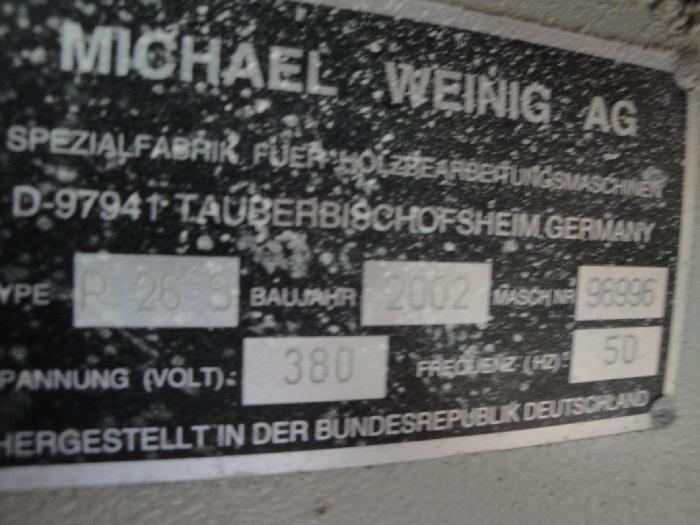 MICHAEL WEINIG AG
SPEZIALFABRIK FUER HOLZBEARBEITUNGSMASCHINEN
D-97941 TAUBERBISCHOFSHEIM, GERMANY
YPE P 26 S BAUJAHR 2002 MASCH.NR 96996
PANNUNG (VOLT): 380 FREQUENZ (HZ): 50
HERGESTELLT IN DER BUNDESREPUBLIK DEUTSCHLAND